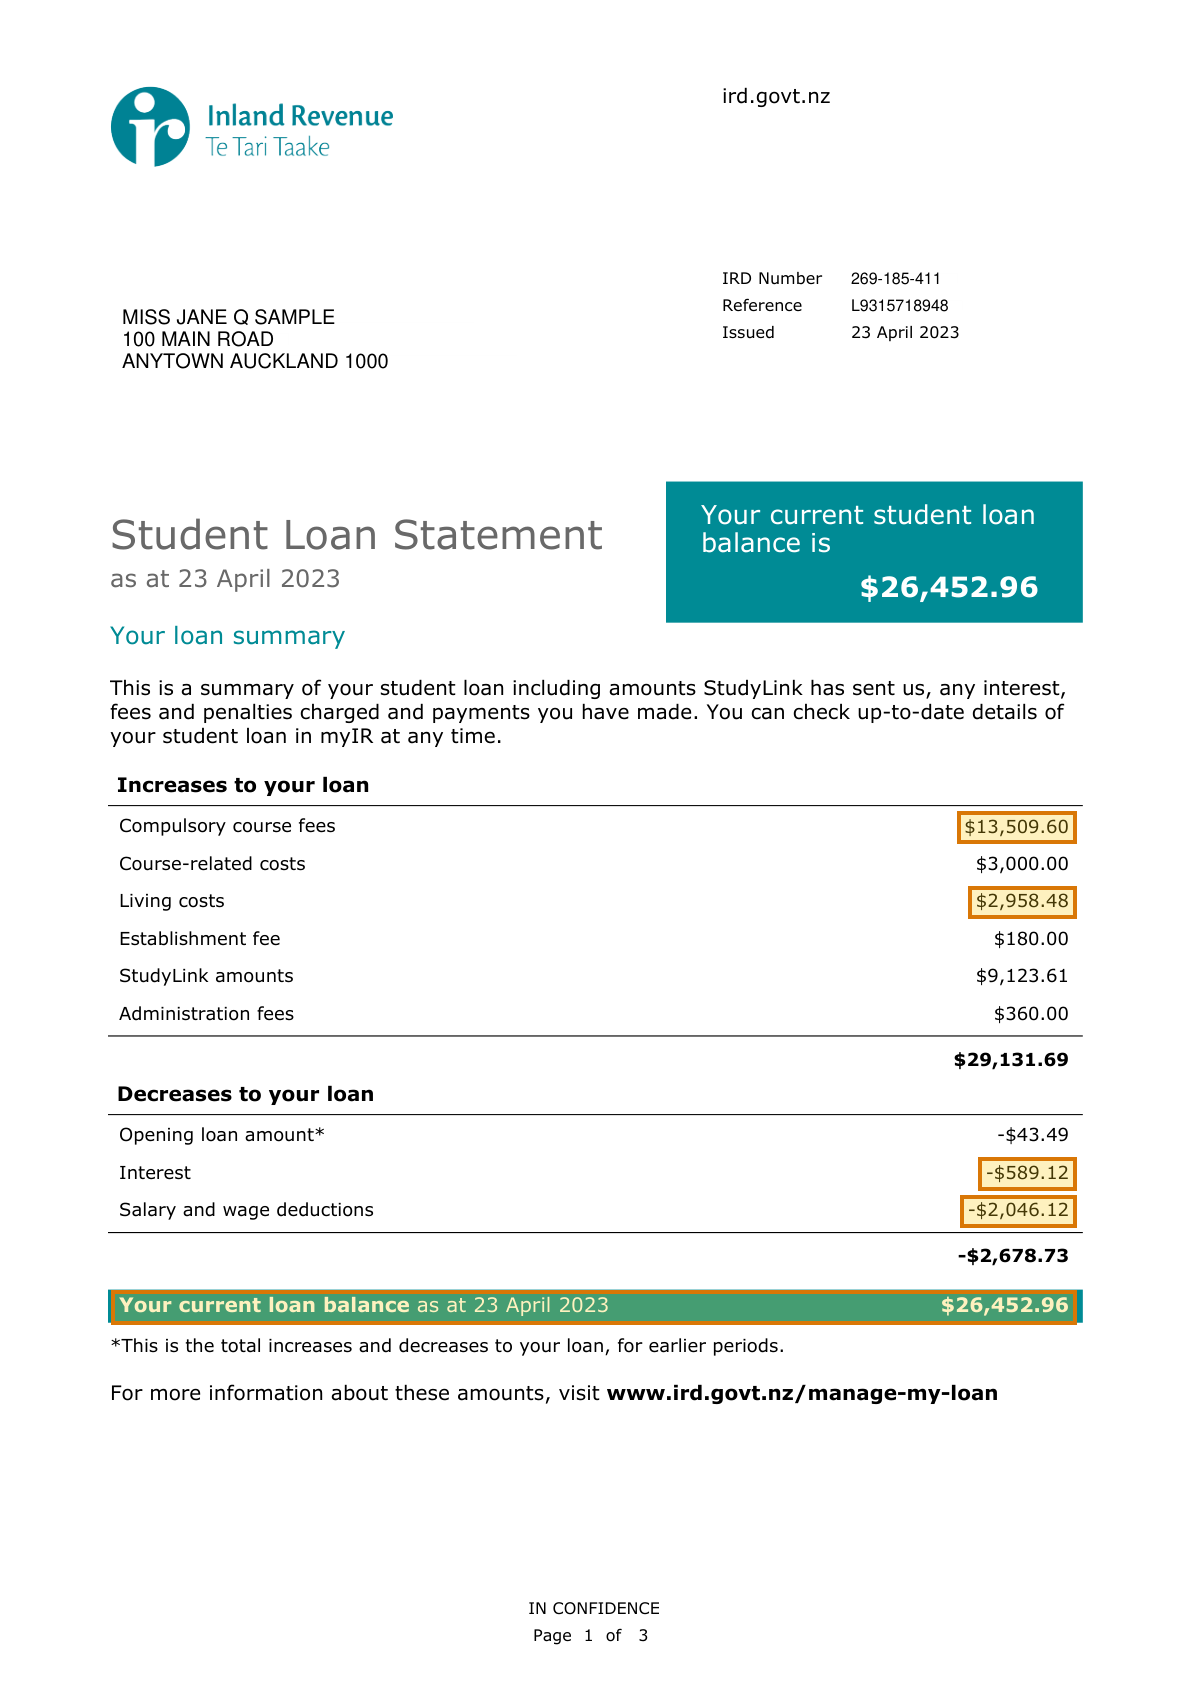 Inland Revenue
Te Tari Taake
ird.govt.nz
IRD Number 269-185-411
Reference L9315718948
Issued 23 April 2023
MISS JANE Q SAMPLE
100 MAIN ROAD
ANYTOWN AUCKLAND 1000
Student Loan Statement
as at 23 April 2023
Your current student loan
balance is
$26,452.96
Your loan summary
This is a summary of your student loan including amounts StudyLink has sent us, any interest,
fees and penalties charged and payments you have made. You can check up-to-date details of
your student loan in myIR at any time.
Increases to your loan
Compulsory course fees $13,509.60
Course-related costs $3,000.00
Living costs $2,958.48
Establishment fee $180.00
StudyLink amounts $9,123.61
Administration fees $360.00
$29,131.69
Decreases to your loan
Opening loan amount* -$43.49
Interest -$589.12
Salary and wage deductions -$2,046.12
-$2,678.73
Your current loan balance as at 23 April 2023 $26,452.96
*This is the total increases and decreases to your loan, for earlier periods.
For more information about these amounts, visit www.ird.govt.nz/manage-my-loan
IN CONFIDENCE
Page 1 of 3